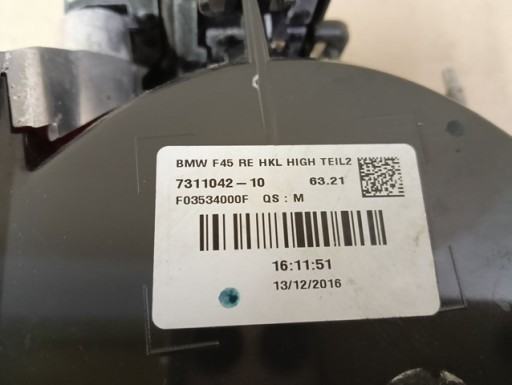 BMW F45 RE HKL HIGH TEIL2
7311042-10 63.21
F03534000F QS : M
16:11:51
13/12/2016